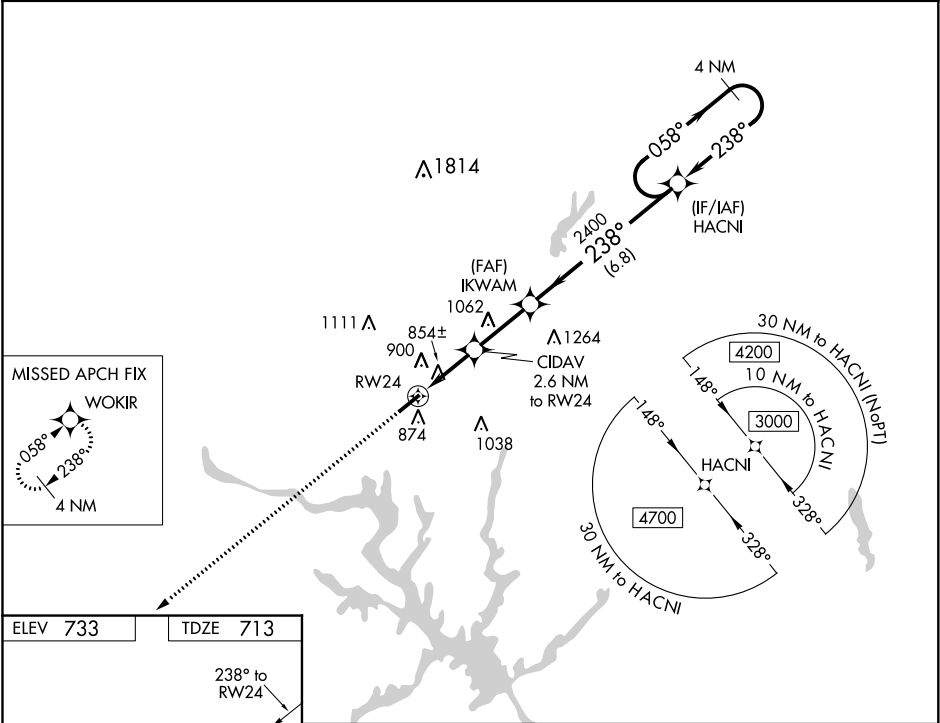 4 NM
058°
238°
1814
(IF/IAF)
HACNI
2400
238°
(6.8)
(FAF)
IKWAM
1062
1111
854±
900
1264
CIDAV
2.6 NM
to RW24
RW24
874
1038
30 NM to HACNI (NoPT)
4200
148°
10 NM to HACNI
3000
148°
HACNI
328°
4700
328°
30 NM to HACNI
MISSED APCH FIX
WOKIR
058°
238°
4 NM
ELEV 733
TDZE 713
238° to
RW24